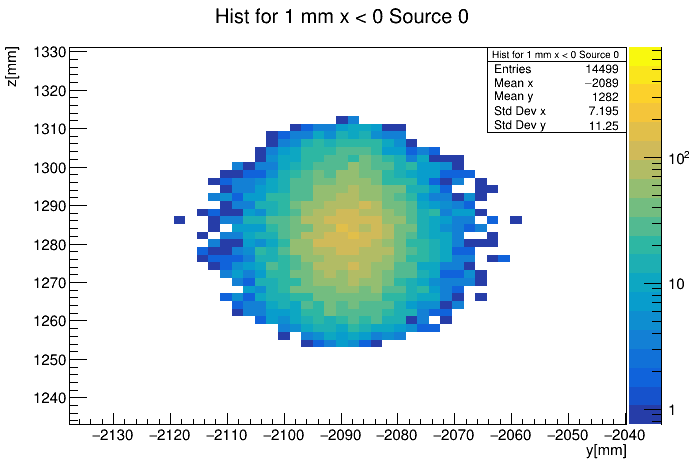 Hist for 1 mm x < 0 Source 0
z[mm]
Hist for 1 mm x < 0 Source 0
Entries 14499
Mean x −2089
Mean y 1282
Std Dev x 7.195
Std Dev y 11.25
1330
1320
1310
1300
1290
1280
1270
1260
1250
1240
10²
10
1
−2130 −2120 −2110 −2100 −2090 −2080 −2070 −2060 −2050 −2040
y[mm]